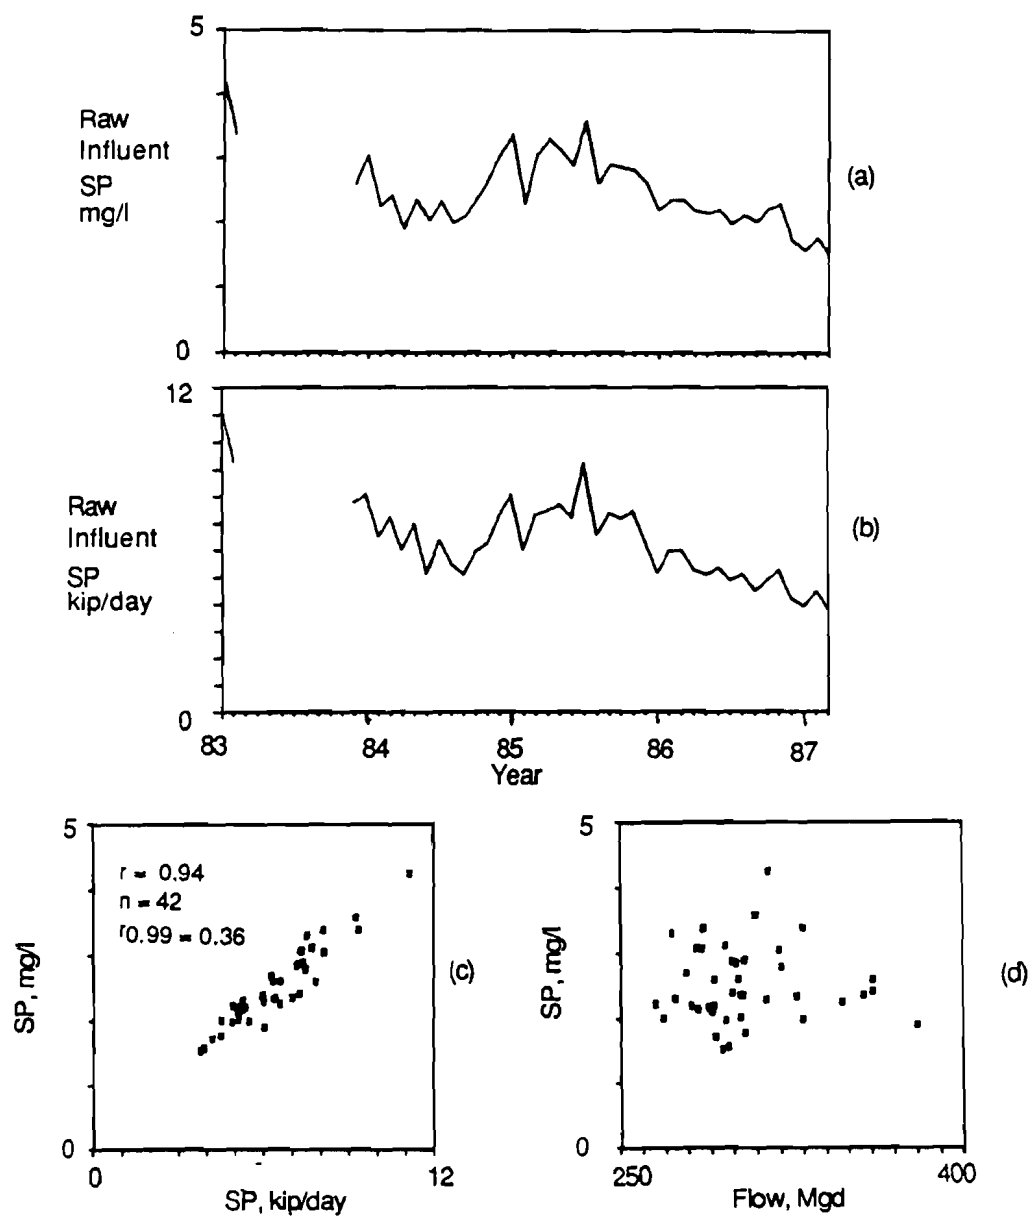 5
Raw
Influent
SP
mg/l
(a)
0
12
Raw
Influent
SP
kip/day
(b)
0
83 84 85 86 87
Year
5
r = 0.94
n = 42
r0.99 = 0.36
SP, mg/l
(c)
0
0 12
SP, kip/day
5
SP, mg/l
(d)
0
250 400
Flow, Mgd